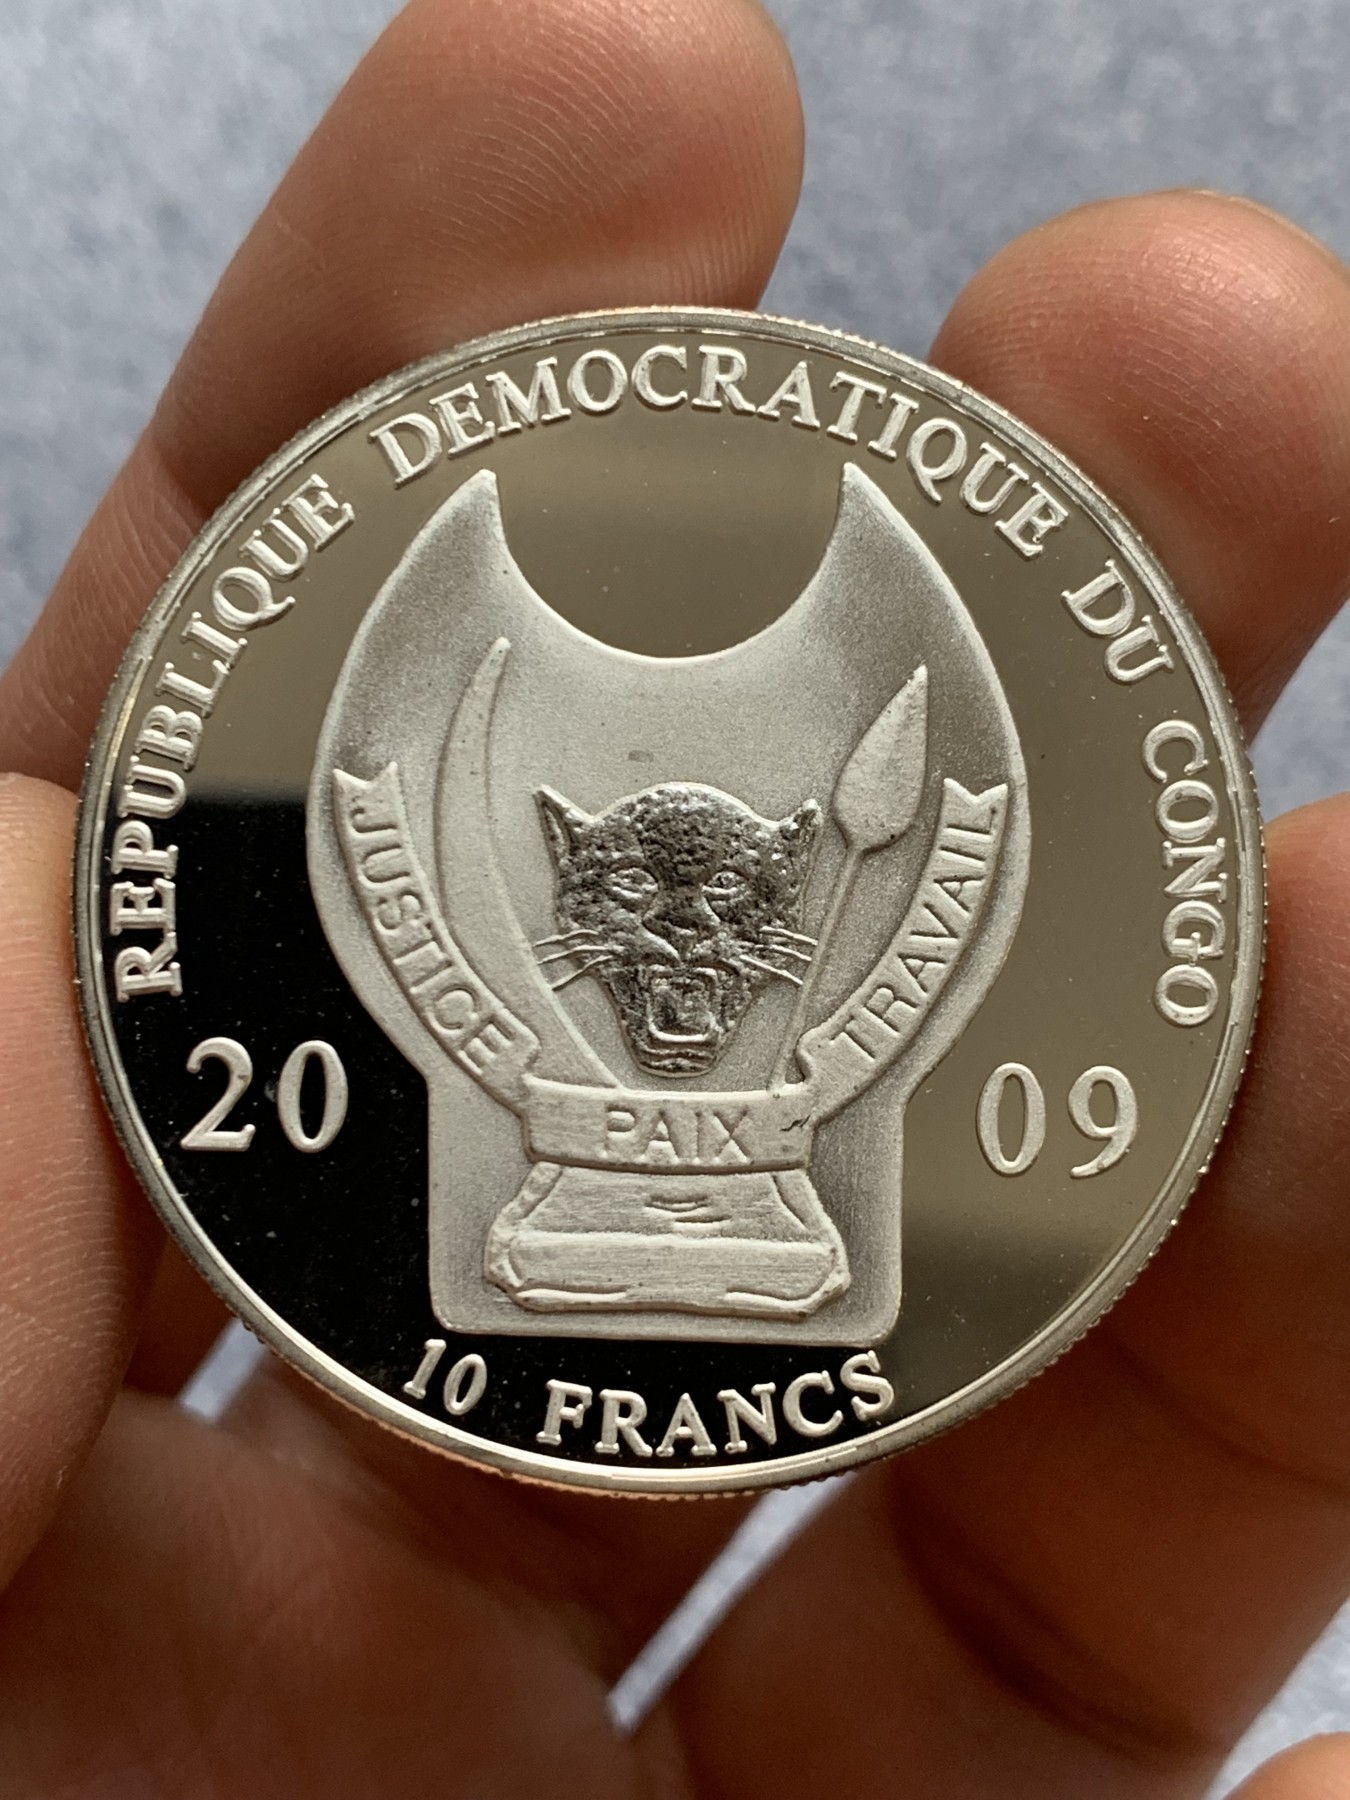 REPUBLIQUE DEMOCRATIQUE DU CONGO
JUSTICE
PAIX
TRAVAIL
20 09
10 FRANCS